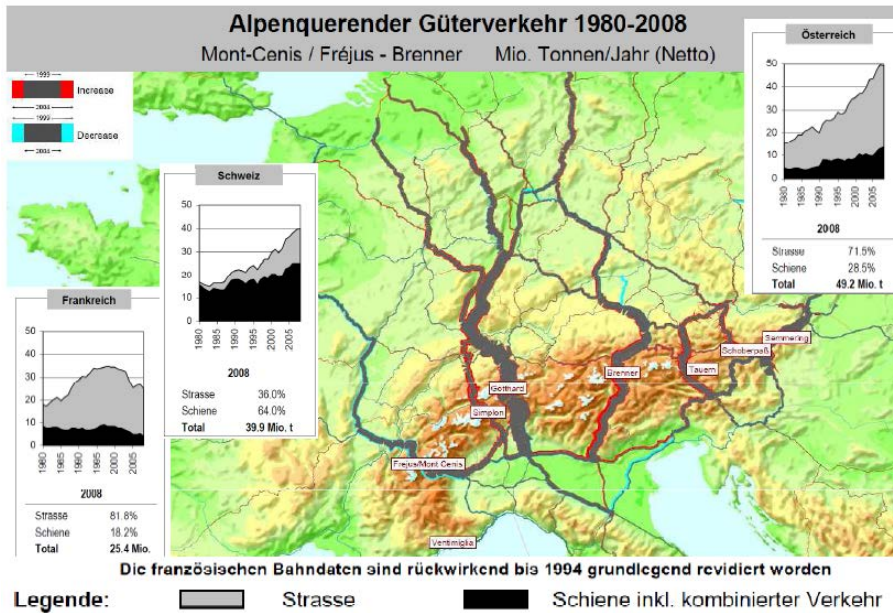 Alpenquerender Güterverkehr 1980-2008
Mont-Cenis / Fréjus - Brenner Mio. Tonnen/Jahr (Netto)
1999
Increase
2004
1999
Decrease
2004
Österreich
50
40
30
20
10
0
1980
1985
1990
1995
2000
2005
2008
Strasse 71.5%
Schiene 28.5%
Total 49.2 Mio. t
Schweiz
50
40
30
20
10
0
1980
1985
1990
1995
2000
2005
2008
Strasse 36.0%
Schiene 64.0%
Total 39.9 Mio. t
Frankreich
50
40
30
20
10
0
1980
1985
1990
1995
2000
2005
2008
Strasse 81.8%
Schiene 18.2%
Total 25.4 Mio.
Semmering
Schoberpaß
Tauern
Brenner
Gotthard
Simplon
Frejus/Mont Cenis
Ventimiglia
Die französischen Bahndaten sind rückwirkend bis 1994 grundlegend revidiert worden
Legende: Strasse Schiene inkl. kombinierter Verkehr